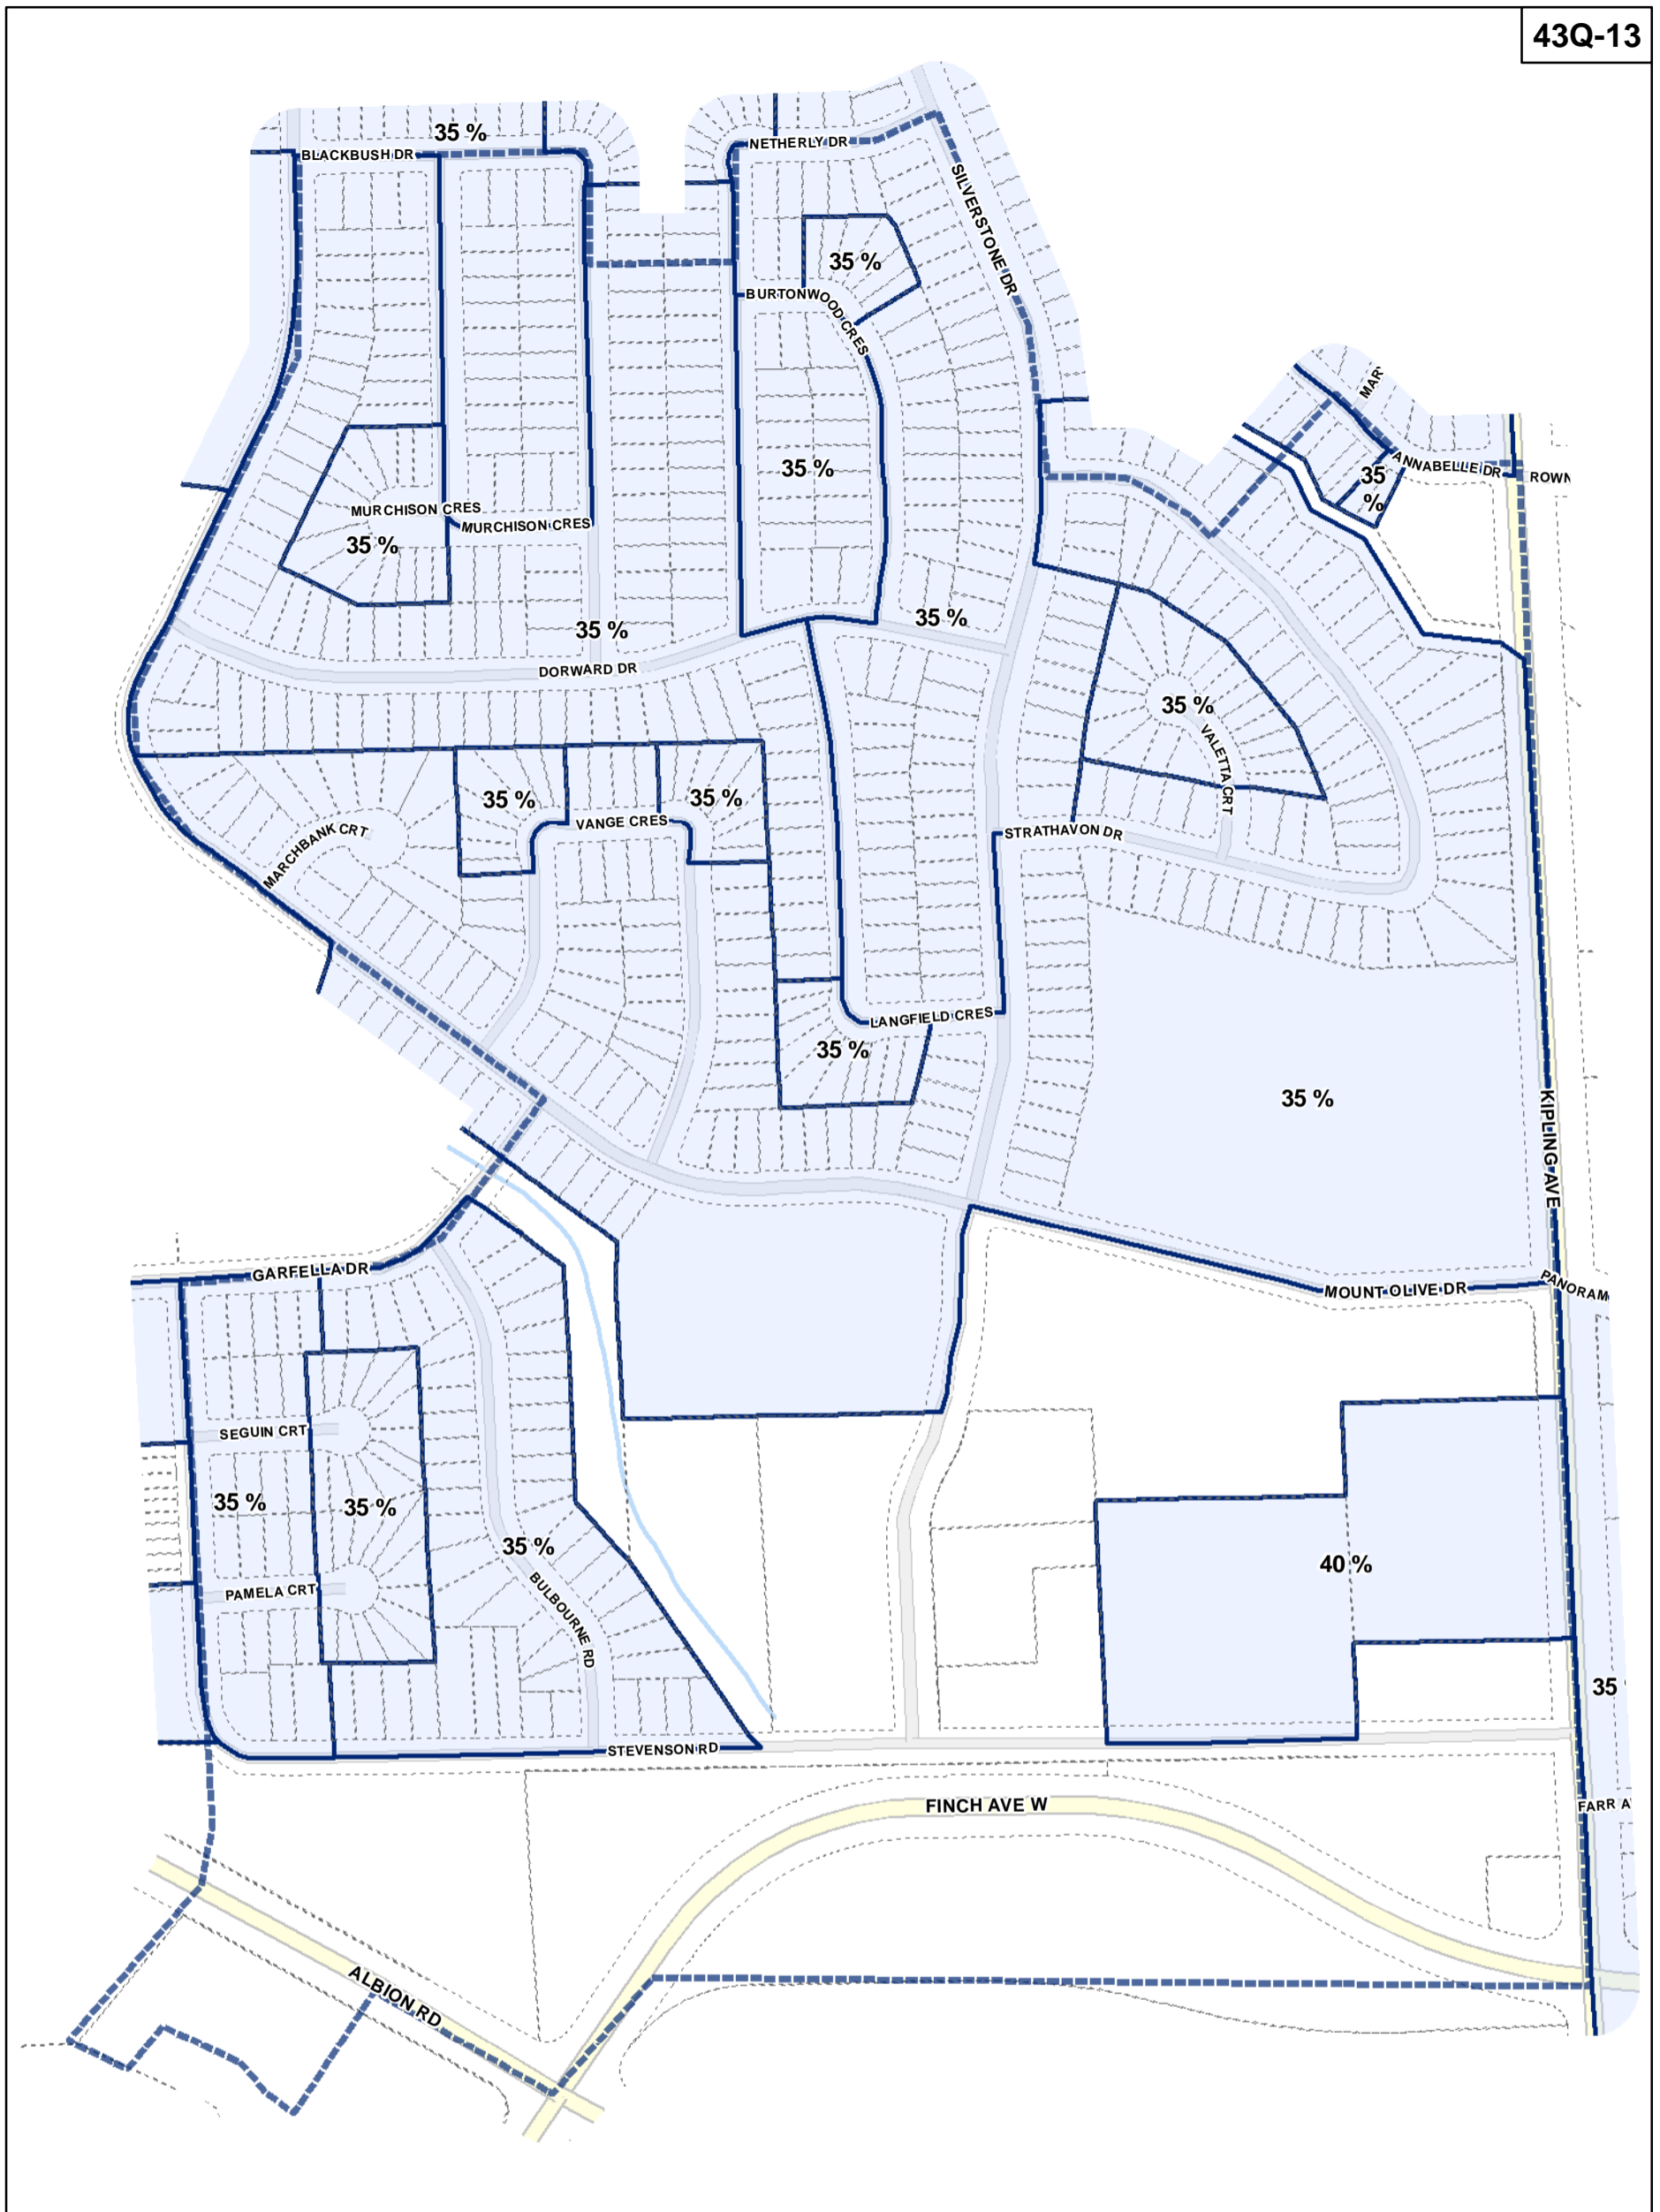 43Q-13
35 %
BLACKBUSH DR
NETHERLY DR
SILVERSTONE DR
35 %
BURTONWOOD CRES
MAR
ANNABELLE DR
ROWN
35
%
35 %
MURCHISON CRES
MURCHISON CRES
35 %
35 %
35 %
DORWARD DR
35 %
VALETTA CRT
35 %
35 %
VANGE CRES
MARCHBANK CRT
STRATHAVON DR
LANGFIELD CRES
35 %
35 %
KIPLING AVE
GARFELLA DR
MOUNT OLIVE DR
PANORAM
SEGUIN CRT
35 %
35 %
35 %
40 %
PAMELA CRT
BULBOURNE RD
35
STEVENSON RD
FINCH AVE W
FARR A
ALBION RD